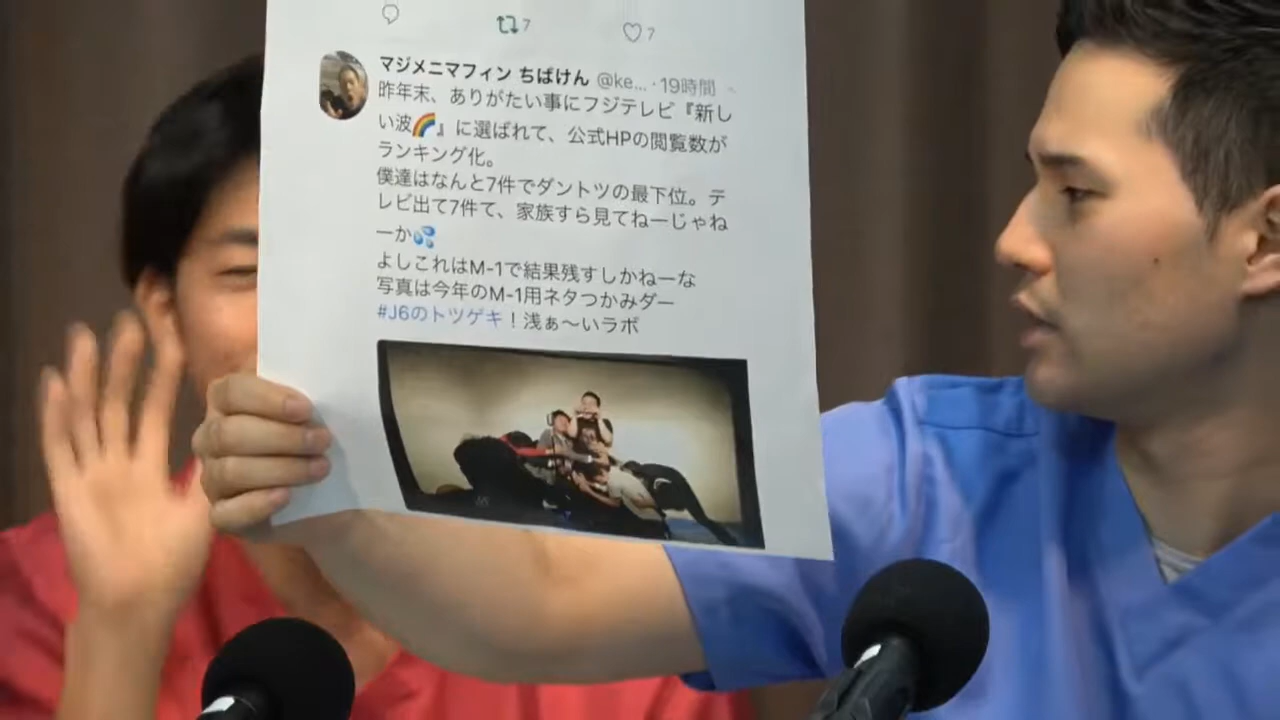 7 7
マジメニマフィン ちばけん @ke... · 19時間
昨年末、ありがたい事にフジテレビ『新し
い波🌈』に選ばれて、公式HPの閲覧数が
ランキング化。
僕達はなんと7件でダントツの最下位。テ
レビ出て7件て、家族すら見てねーじゃね
ーか💦
よしこれはM-1で結果残すしかねーな
写真は今年のM-1用ネタつかみダー
#J6のトツゲキ！浅ぁ〜いラボ